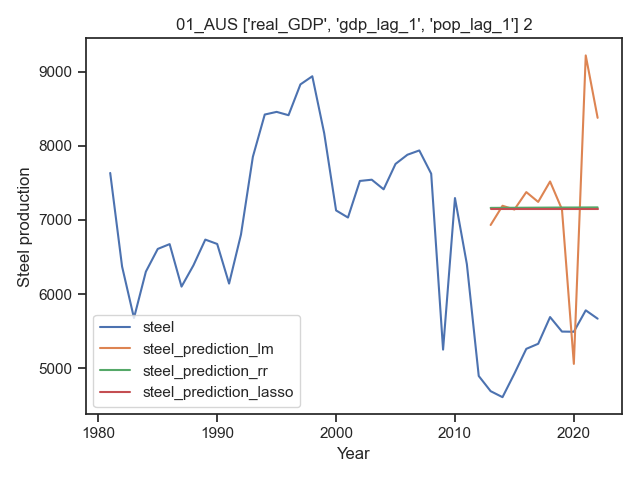 01_AUS ['real_GDP', 'gdp_lag_1', 'pop_lag_1'] 2
9000
8000
7000
6000
5000
Steel production
steel
steel_prediction_lm
steel_prediction_rr
steel_prediction_lasso
1980
1990
2000
2010
2020
Year